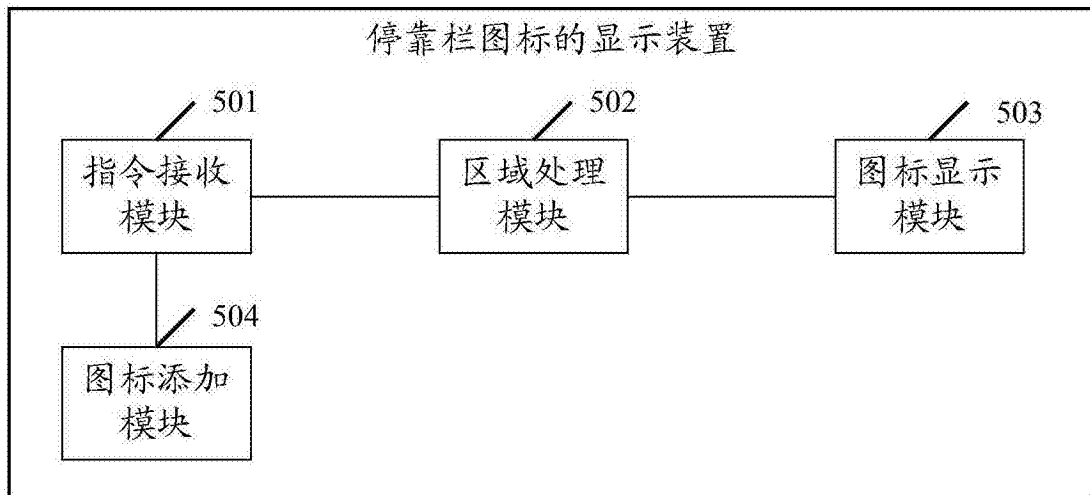 停靠栏图标的显示装置
501
502
503
指令接收
模块
区域处理
模块
图标显示
模块
504
图标添加
模块